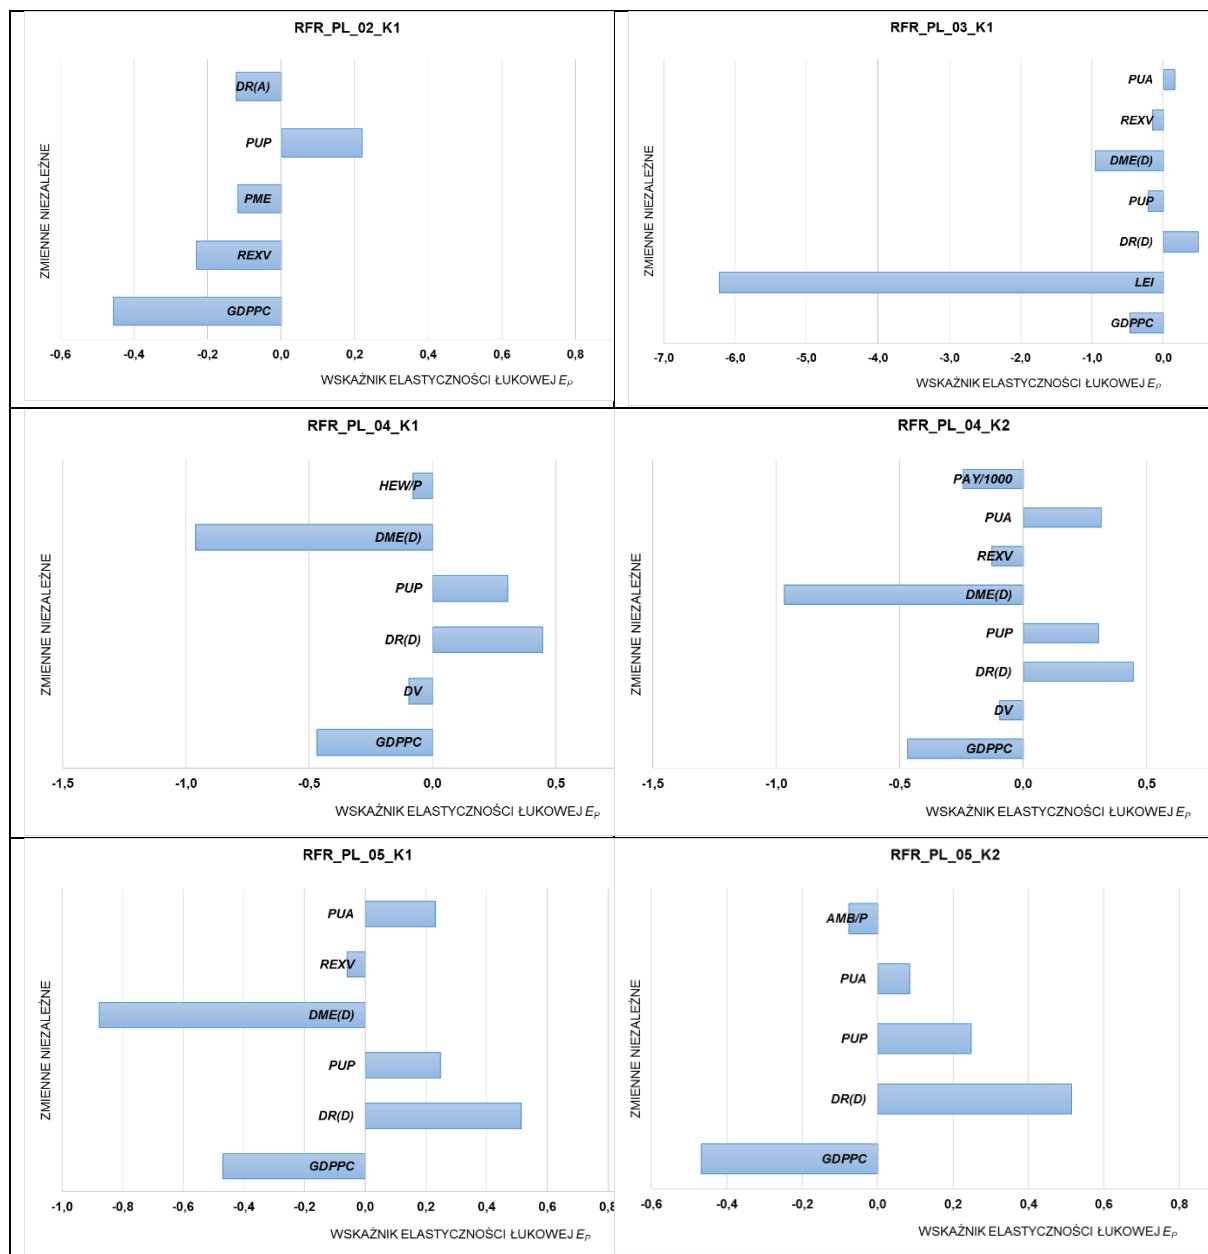 RFR_PL_02_K1
ZMIENNE NIEZALEŻNE
DR(A)
PUP
PME
REXV
GDPPC
-0,6 -0,4 -0,2 0,0 0,2 0,4 0,6 0,8
WSKAŹNIK ELASTYCZNOŚCI ŁUKOWEJ EP
RFR_PL_03_K1
ZMIENNE NIEZALEŻNE
PUA
REXV
DME(D)
PUP
DR(D)
LEI
GDPPC
-7,0 -6,0 -5,0 -4,0 -3,0 -2,0 -1,0 0,0
WSKAŹNIK ELASTYCZNOŚCI ŁUKOWEJ EP
RFR_PL_04_K1
ZMIENNE NIEZALEŻNE
HEW/P
DME(D)
PUP
DR(D)
DV
GDPPC
-1,5 -1,0 -0,5 0,0 0,5
WSKAŹNIK ELASTYCZNOŚCI ŁUKOWEJ EP
RFR_PL_04_K2
ZMIENNE NIEZALEŻNE
PAY/1000
PUA
REXV
DME(D)
PUP
DR(D)
DV
GDPPC
-1,5 -1,0 -0,5 0,0 0,5
WSKAŹNIK ELASTYCZNOŚCI ŁUKOWEJ EP
RFR_PL_05_K1
ZMIENNE NIEZALEŻNE
PUA
REXV
DME(D)
PUP
DR(D)
GDPPC
-1,0 -0,8 -0,6 -0,4 -0,2 0,0 0,2 0,4 0,6 0,8
WSKAŹNIK ELASTYCZNOŚCI ŁUKOWEJ EP
RFR_PL_05_K2
ZMIENNE NIEZALEŻNE
AMB/P
PUA
PUP
DR(D)
GDPPC
-0,6 -0,4 -0,2 0,0 0,2 0,4 0,6 0,8
WSKAŹNIK ELASTYCZNOŚCI ŁUKOWEJ EP